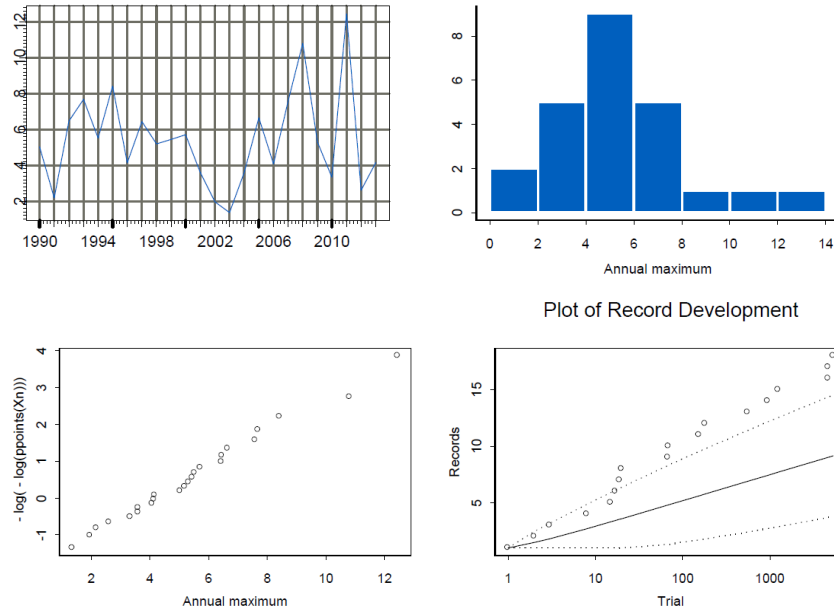 12
10
8
6
4
2
1990 1994 1998 2002 2006 2010
8
6
4
2
0
0 2 4 6 8 10 12 14
Annual maximum
Plot of Record Development
4
3
2
1
0
-1
- log( - log(ppoints(Xn)))
2 4 6 8 10 12
Annual maximum
15
10
5
Records
1 10 100 1000
Trial